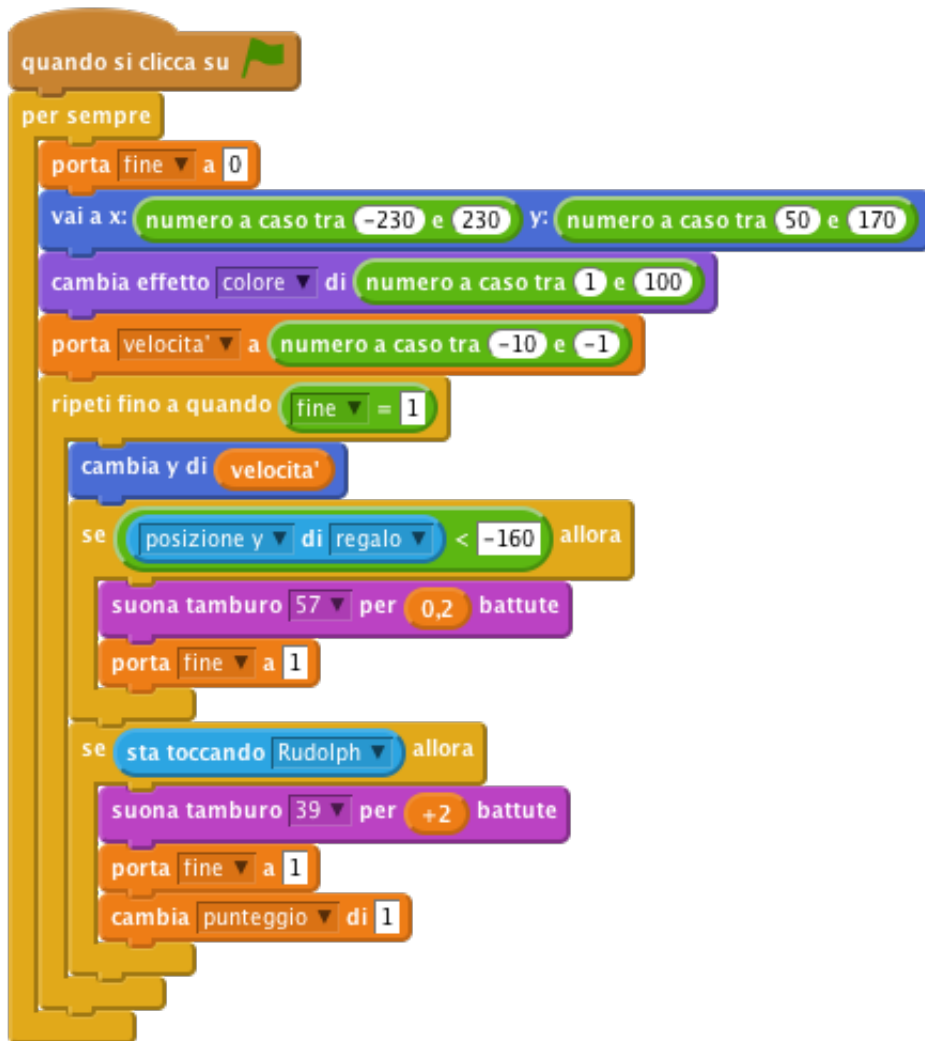 quando si clicca su
per sempre
porta fine a 0
vai a x: numero a caso tra -230 e 230 y: numero a caso tra 50 e 170
cambia effetto colore di numero a caso tra 1 e 100
porta velocita' a numero a caso tra -10 e -1
ripeti fino a quando fine = 1
cambia y di velocita'
se posizione y di regalo < -160 allora
suona tamburo 57 per 0,2 battute
porta fine a 1
se sta toccando Rudolph allora
suona tamburo 39 per +2 battute
porta fine a 1
cambia punteggio di 1